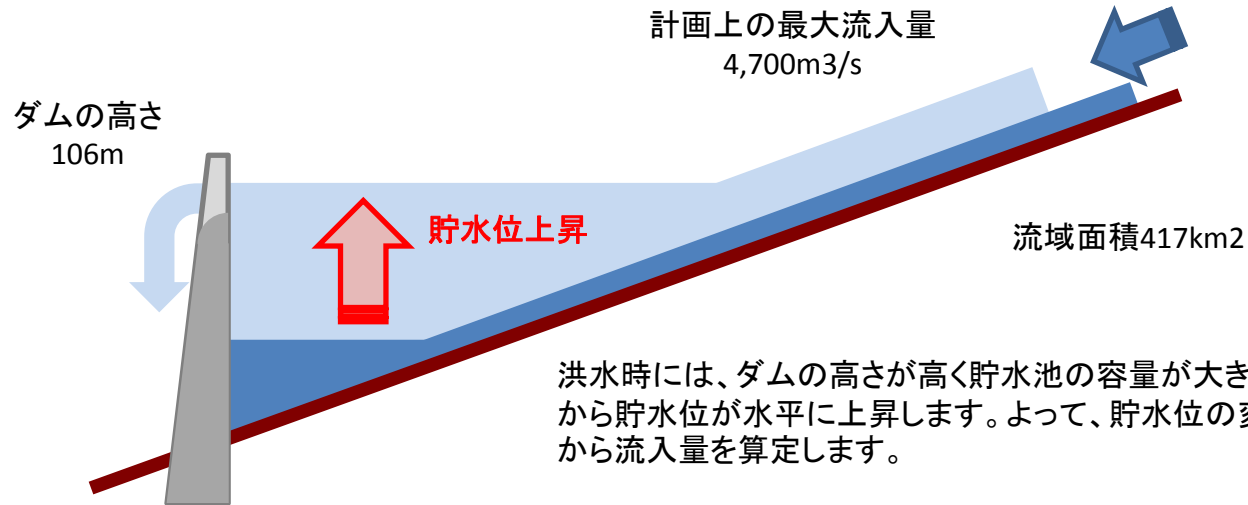 計画上の最大流入量
4,700m3/s
ダムの高さ
106m
貯水位上昇
流域面積417km2
洪水時には、ダムの高さが高く貯水池の容量が大き
から貯水位が水平に上昇します。よって、貯水位の
から流入量を算定します。